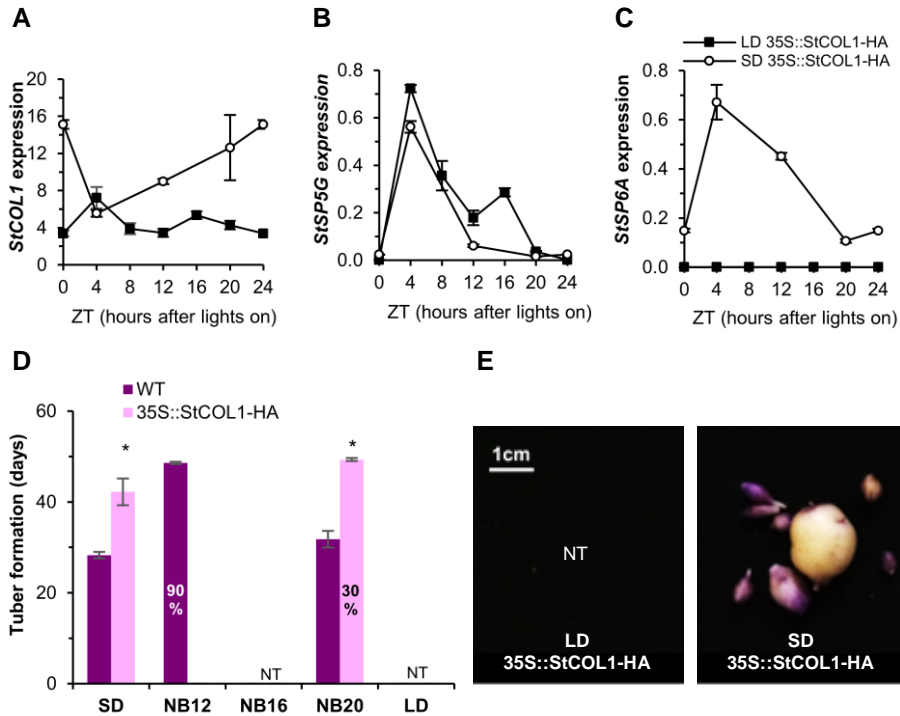 A
B
C
StCOL1 expression
20
16
12
8
4
0
0 4 8 12 16 20 24
ZT (hours after lights on)
StSP5G expression
0.8
0.6
0.4
0.2
0.0
0 4 8 12 16 20 24
ZT (hours after lights on)
LD 35S::StCOL1-HA
SD 35S::StCOL1-HA
StSP6A expression
0.8
0.6
0.4
0.2
0.0
0 4 8 12 16 20 24
ZT (hours after lights on)
D
WT
35S::StCOL1-HA
Tuber formation (days)
60
40
20
0
*
90
%
NT
*
30
%
NT
SD NB12 NB16 NB20 LD
E
1cm
NT
LD
35S::StCOL1-HA
SD
35S::StCOL1-HA